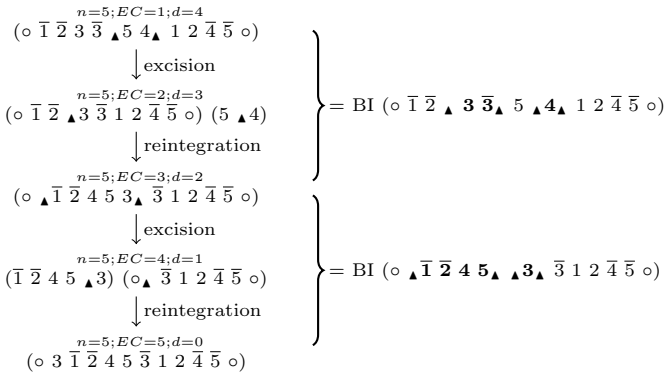 n=5;EC=1;d=4
(∘ 1̅ 2̅ 3 3̅ ▲5 4▲ 1 2 4̅ 5̅ ∘)
↓ excision
n=5;EC=2;d=3
(∘ 1̅ 2̅ ▲3 3̅ 1 2 4̅ 5̅ ∘) (5 ▲4)
= BI (∘ 1̅ 2̅ ▲ 3 3̅▲ 5 ▲4▲ 1 2 4̅ 5̅ ∘)
↓ reintegration
n=5;EC=3;d=2
(∘ ▲1̅ 2̅ 4 5 3▲ 3̅ 1 2 4̅ 5̅ ∘)
↓ excision
n=5;EC=4;d=1
(1̅ 2̅ 4 5 ▲3) (∘▲ 3̅ 1 2 4̅ 5̅ ∘)
= BI (∘ ▲1̅ 2̅ 4 5▲ ▲3▲ 3̅ 1 2 4̅ 5̅ ∘)
↓ reintegration
n=5;EC=5;d=0
(∘ 3 1̅ 2̅ 4 5 3̅ 1 2 4̅ 5̅ ∘)